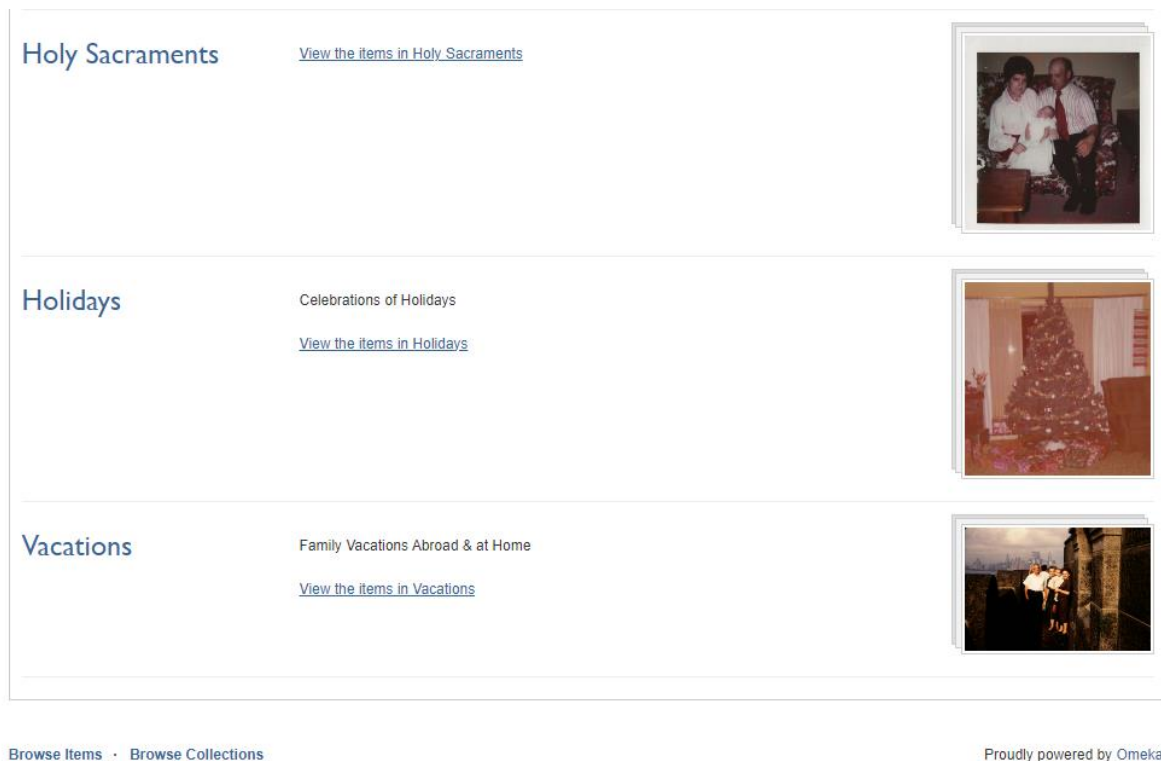 Holy Sacraments
View the items in Holy Sacraments
Holidays
Celebrations of Holidays
View the items in Holidays
Vacations
Family Vacations Abroad & at Home
View the items in Vacations
Browse Items · Browse Collections
Proudly powered by Omeka